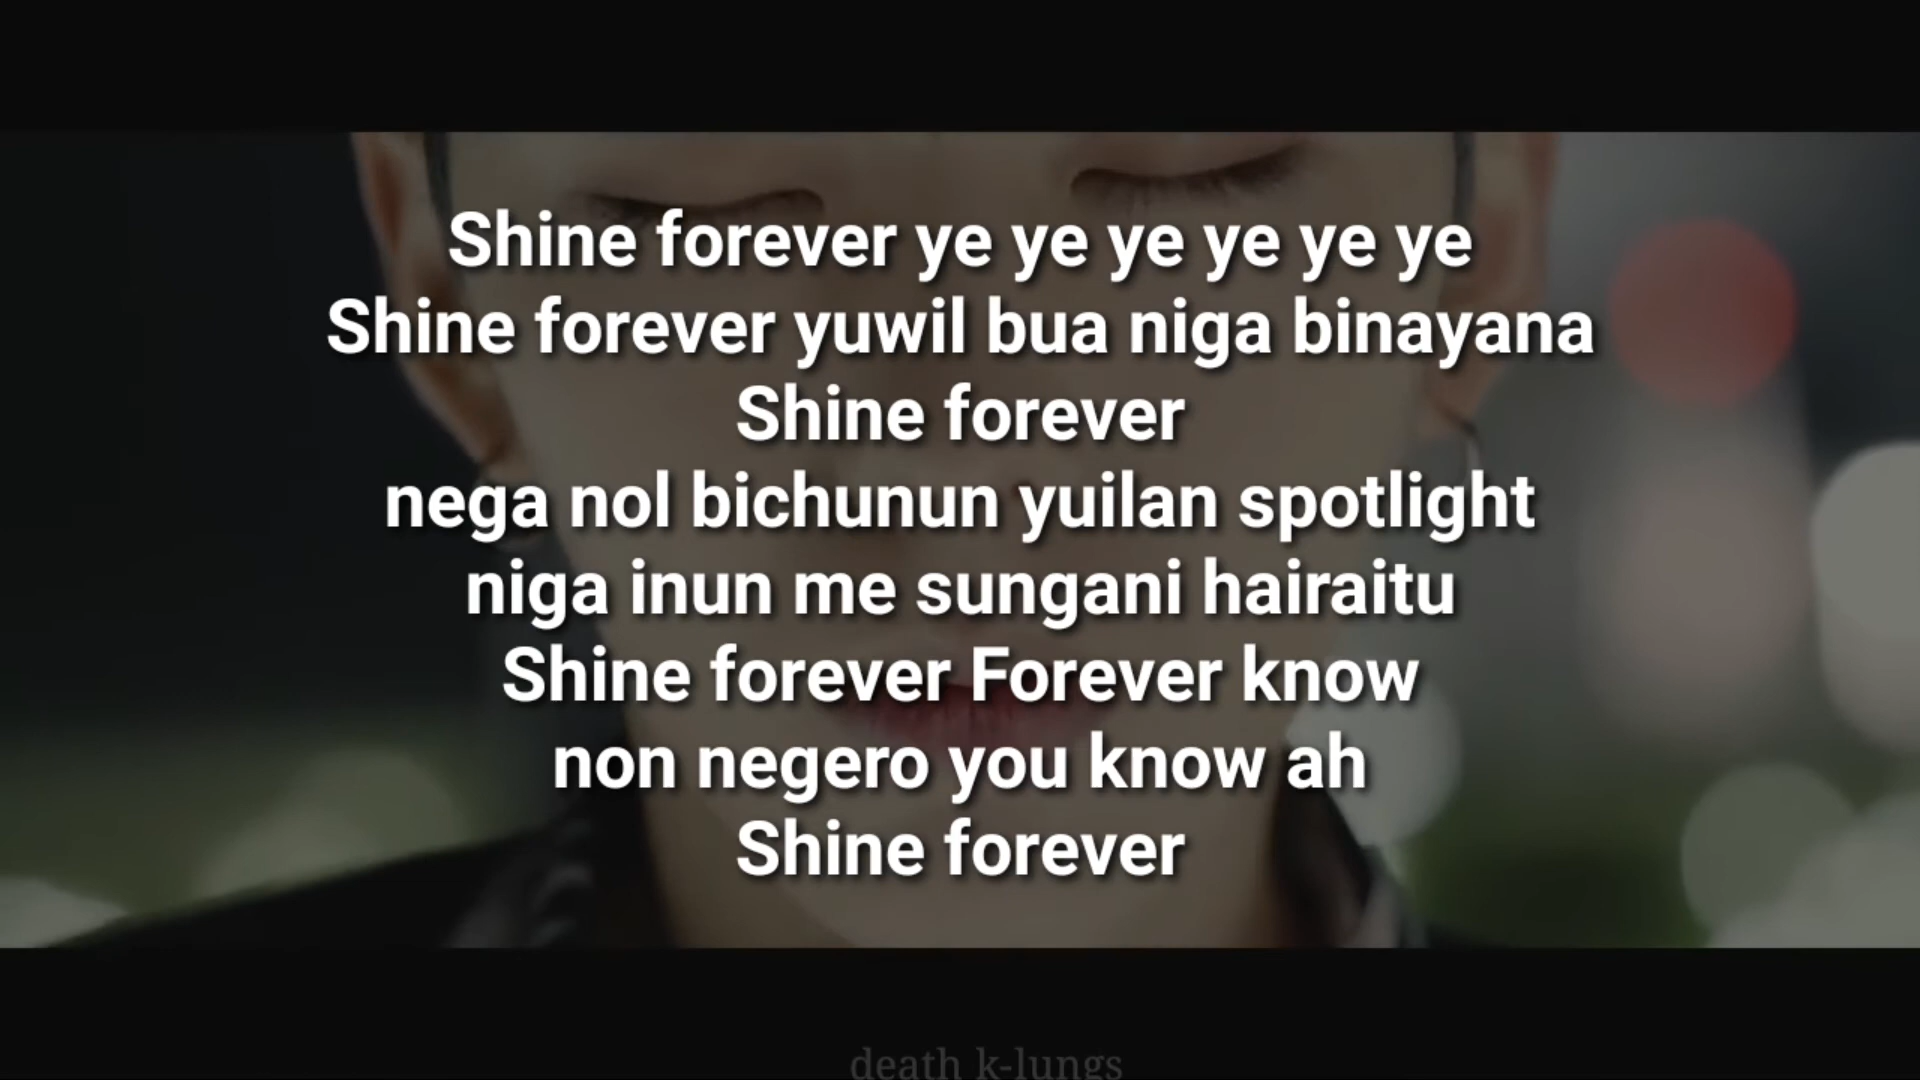 Shine forever ye ye ye ye ye ye
Shine forever yuwil bua niga binayana
Shine forever
nega nol bichunun yuilan spotlight
niga inun me sungani hairaitu
Shine forever Forever know
non negero you know ah
Shine forever
death k-lungs